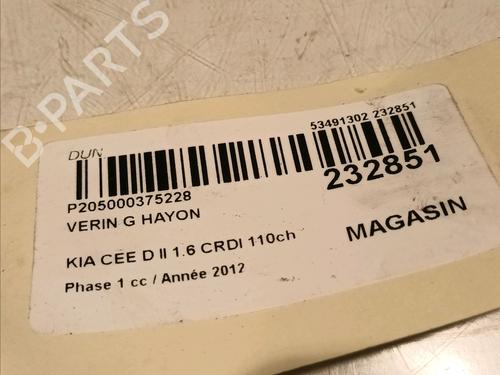 B-PARTS
DUN
53491302 232851
P205000375228
232851
VERIN G HAYON
MAGASIN
KIA CEE D II 1.6 CRDI 110ch
Phase 1 cc / Année 2012